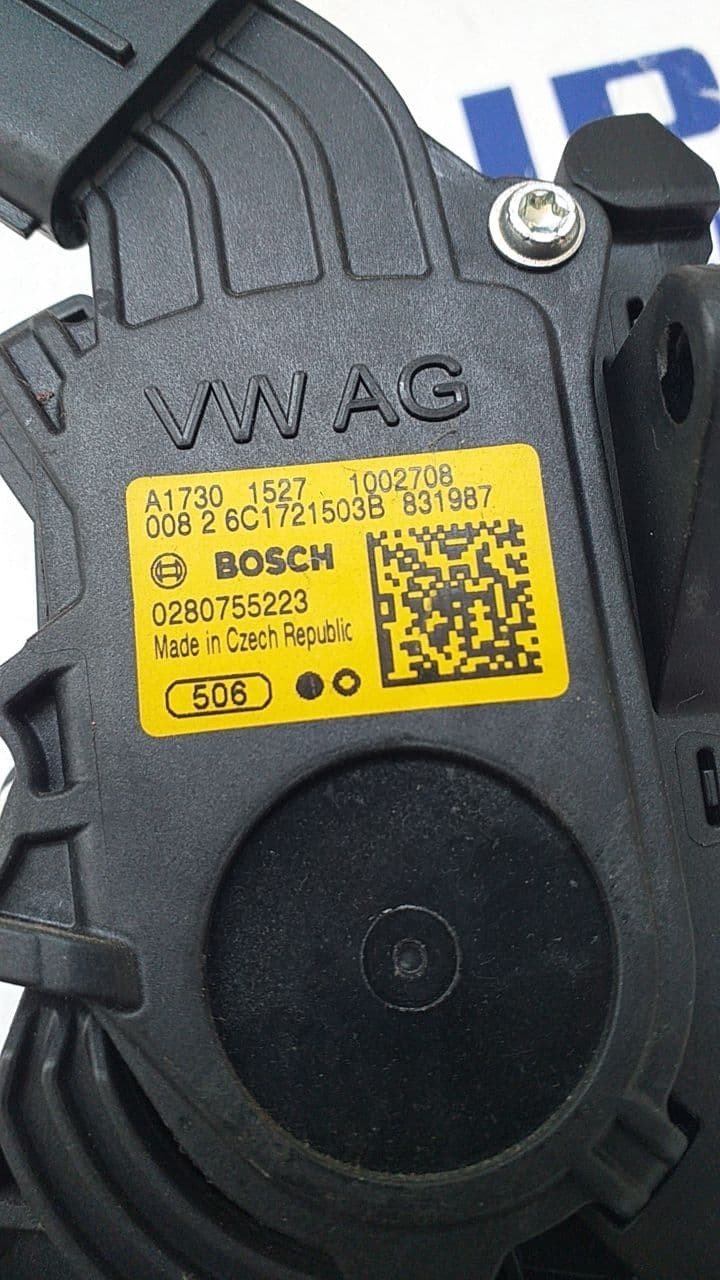 VW AG
A1730 1527 1002708
008 2 6C1721503B 831987
BOSCH
0280755223
Made in Czech Republic
506